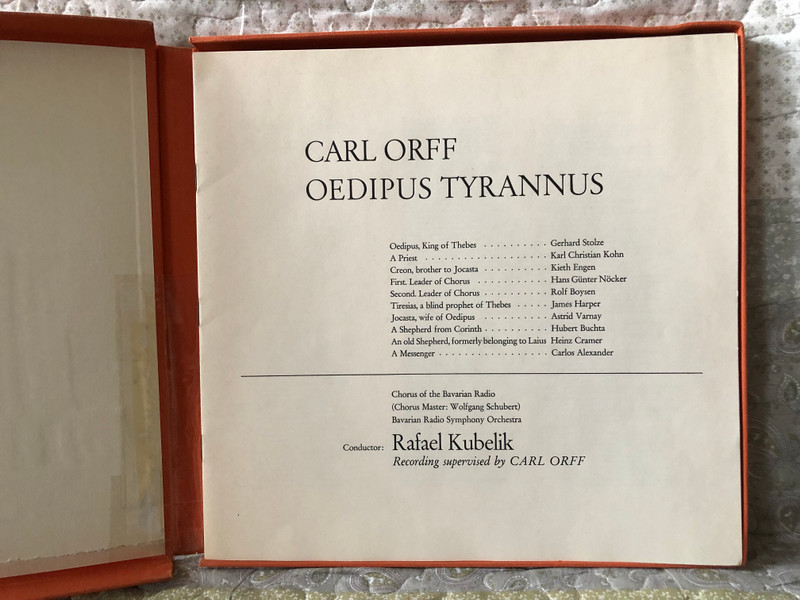 CARL ORFF
OEDIPUS TYRANNUS
Oedipus, King of Thebes . . . . . . . . . . Gerhard Stolze
A Priest . . . . . . . . . . . . . . . . . . . Karl Christian Kohn
Creon, brother to Jocasta . . . . . . . . . . Kieth Engen
First. Leader of Chorus . . . . . . . . . . . Hans Günter Nöcker
Second. Leader of Chorus . . . . . . . . . . Rolf Boysen
Tiresias, a blind prophet of Thebes . . . . . James Harper
Jocasta, wife of Oedipus . . . . . . . . . . Astrid Varnay
A Shepherd from Corinth . . . . . . . . . . Hubert Buchta
An old Shepherd, formerly belonging to Laius Heinz Cramer
A Messenger . . . . . . . . . . . . . . . . . Carlos Alexander
Chorus of the Bavarian Radio
(Chorus Master: Wolfgang Schubert)
Bavarian Radio Symphony Orchestra
Conductor: Rafael Kubelik
Recording supervised by CARL ORFF